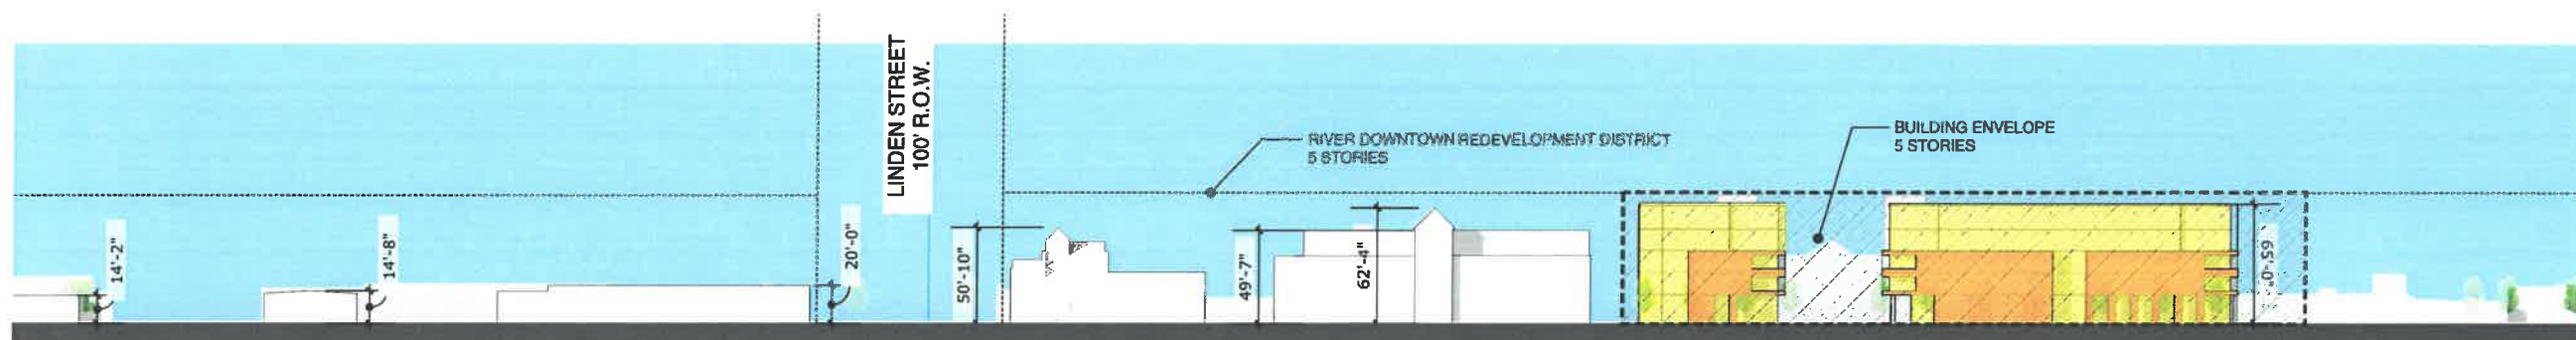 LINDEN STREET
100' R.O.W.
RIVER DOWNTOWN REDEVELOPMENT DISTRICT
5 STORIES
BUILDING ENVELOPE
5 STORIES
14'-2"
14'-8"
20'-0"
50'-10"
49'-7"
62'-4"
65'-0"